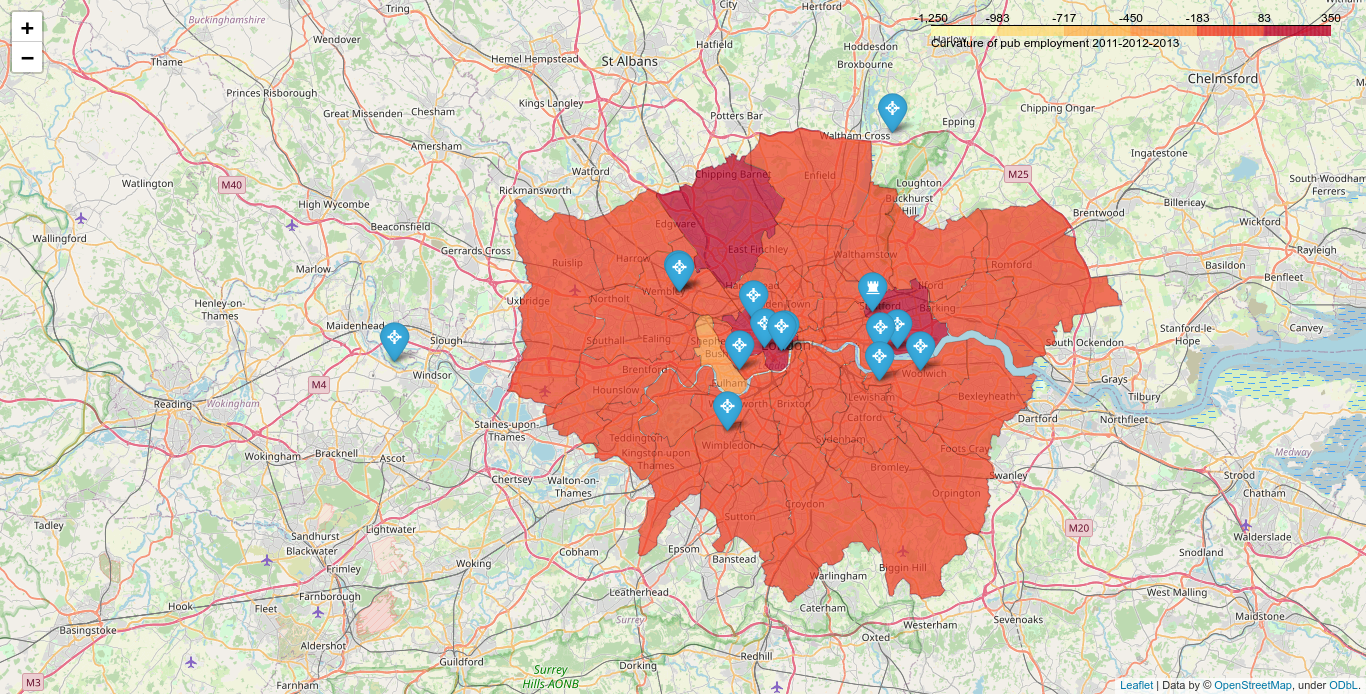 +
−
-1,250 -983 -717 -450 -183 83 350
Curvature of pub employment 2011-2012-2013
Buckinghamshire
Tring
City
Hertford
Harlow
Wendover
Hatfield
Hoddesdon
Thame
Hemel Hempstead
St Albans
Broxbourne
Chelmsford
Princes Risborough
Kings Langley
Chipping Ongar
Great Missenden
Chesham
Potters Bar
Epping
Waltham Cross
Amersham
Ingatestone
Watford
Chipping Barnet
Enfield
M25
South Woodham
Ferrers
Watlington
M40
Rickmansworth
Loughton
Buckhurst
Hill
High Wycombe
Billericay
Brentwood
Wickford
Beaconsfield
Edgware
Wallingford
Gerrards Cross
East Finchley
Walthamstow
Rayleigh
Marlow
Ruislip
Harrow
Romford
Basildon
Benfleet
Henley-on-
Thames
Uxbridge
Northolt
Wembley
Ilford
Barking
Maidenhead
Slough
Southall
Ealing
London
South Ockendon
Stanford-le-
Hope
Canvey
Windsor
Brentford
Fulham
Woolwich
M4
Hounslow
Brixton
Lewisham
Bexleyheath
Grays
Tilbury
Reading
Wokingham
Staines-upon-
Thames
Catford
Dartford
Northfleet
Teddington
Wimbledon
Sydenham
Foots Cray
Wokingham
Bracknell
Ascot
Kingston upon
Thames
Bromley
Medway
Chertsey
Walton-on-
Thames
Orpington
Swanley
Strood
Chatham
Tadley
Croydon
Sutton
Lightwater
M20
Sandhurst
Blackwater
Cobham
Epsom
Banstead
Walderslade
Snodland
Frimley
Woking
Warlingham
Biggin Hill
Hook
Fleet
Farnborough
Leatherhead
Caterham
West Malling
Basingstoke
Surrey
Westerham
Sevenoaks
Maidstone
Aldershot
Oxted
Guildford
Dorking
Redhill
Surrey
Hills AONB
M3
Farnham
Leaflet | Data by © OpenStreetMap, under ODbL.